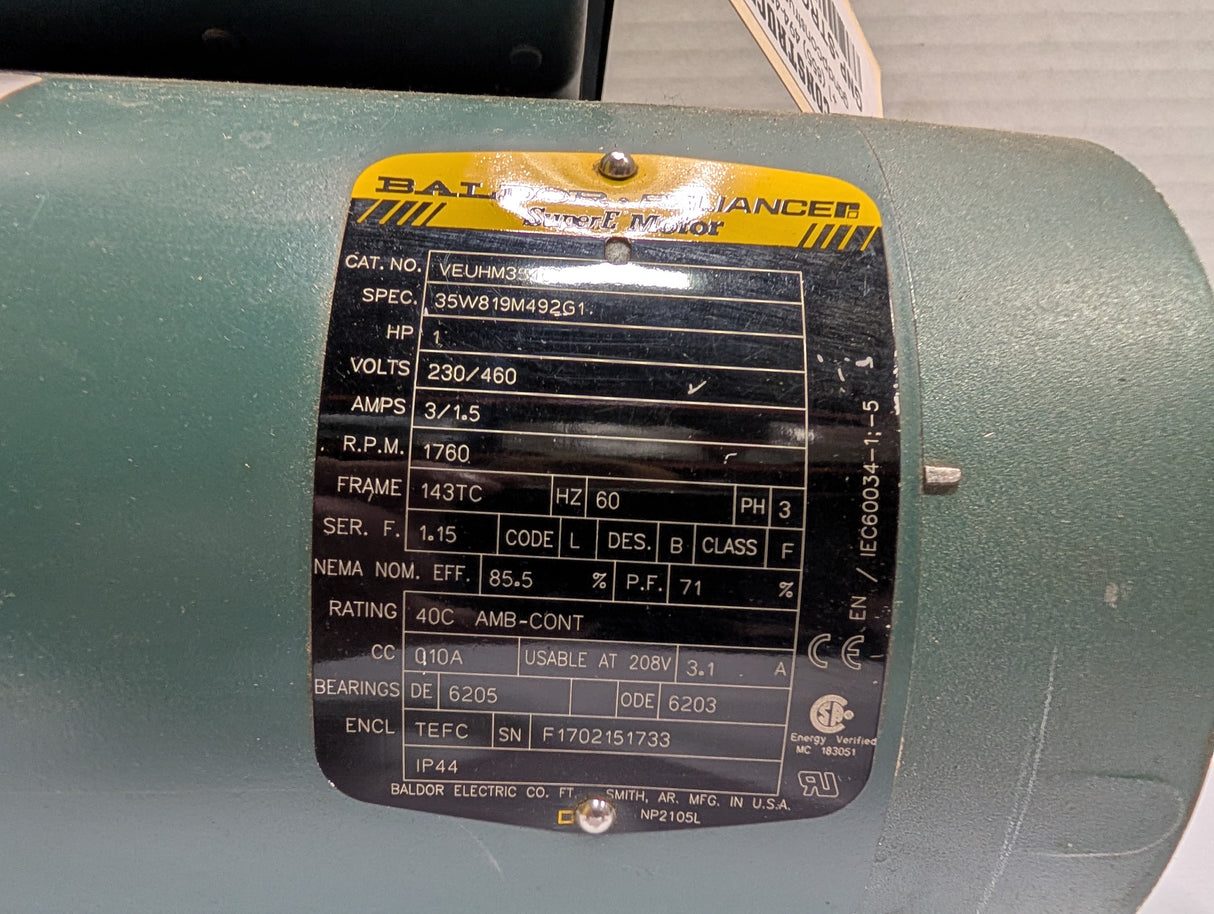 BALDOR • RELIANCE
SuperE Motor
CAT. NO. VEUHM35
SPEC. 35W819M492G1
HP 1
VOLTS 230/460
AMPS 3/1.5
R.P.M. 1760
FRAME 143TC HZ 60 PH 3
SER. F. 1.15 CODE L DES. B CLASS F
NEMA NOM. EFF. 85.5 % P.F. 71 %
RATING 40C AMB-CONT
CC 010A USABLE AT 208V 3.1 A
BEARINGS DE 6205 ODE 6203
ENCL TEFC SN F1702151733
IP44
BALDOR ELECTRIC CO. FT. SMITH, AR. MFG. IN U.S.A.
NP2105L
EN / IEC60034-1;-5
CE
Energy Verified
MC 183051